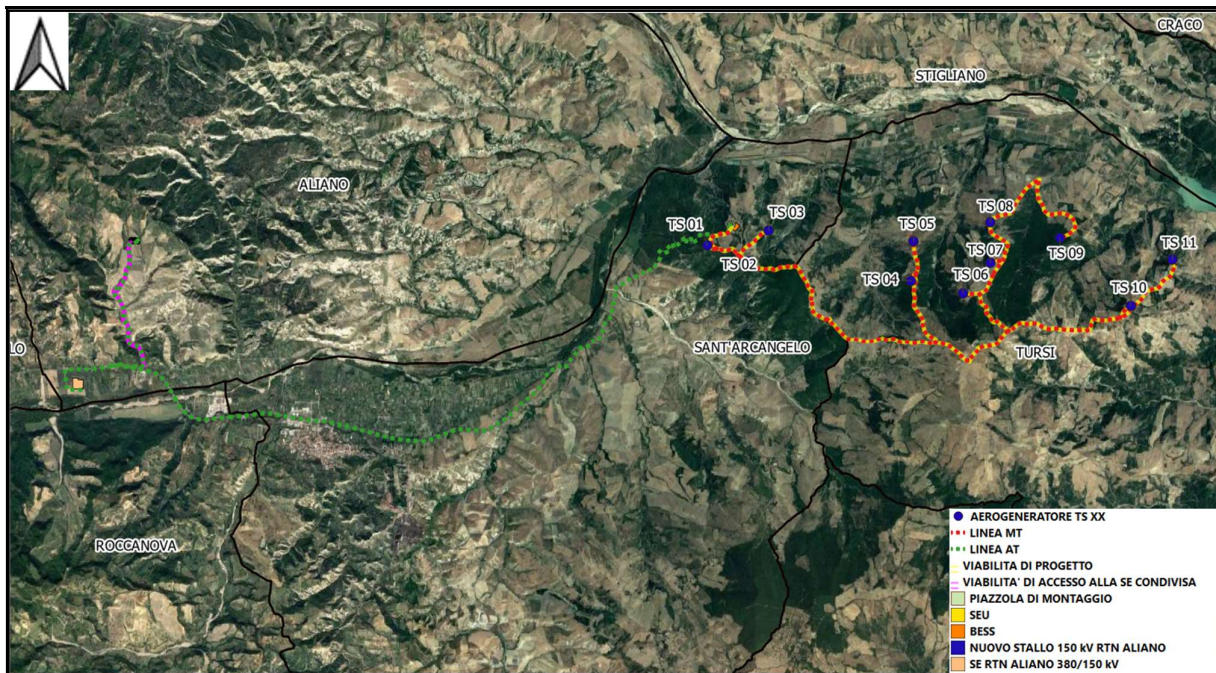 CRACO
STIGLIANO
ALIANO
TS 01
TS 03
TS 02
TS 05
TS 04
TS 08
TS 07
TS 06
TS 09
TS 11
TS 10
LO
SANT'ARCANGELO
TURSI
ROCCANOVA
AEROGENERATORE TS XX
LINEA MT
LINEA AT
VIABILITA DI PROGETTO
VIABILITA' DI ACCESSO ALLA SE CONDIVISA
PIAZZOLA DI MONTAGGIO
SEU
BESS
NUOVO STALLO 150 kV RTN ALIANO
SE RTN ALIANO 380/150 kV